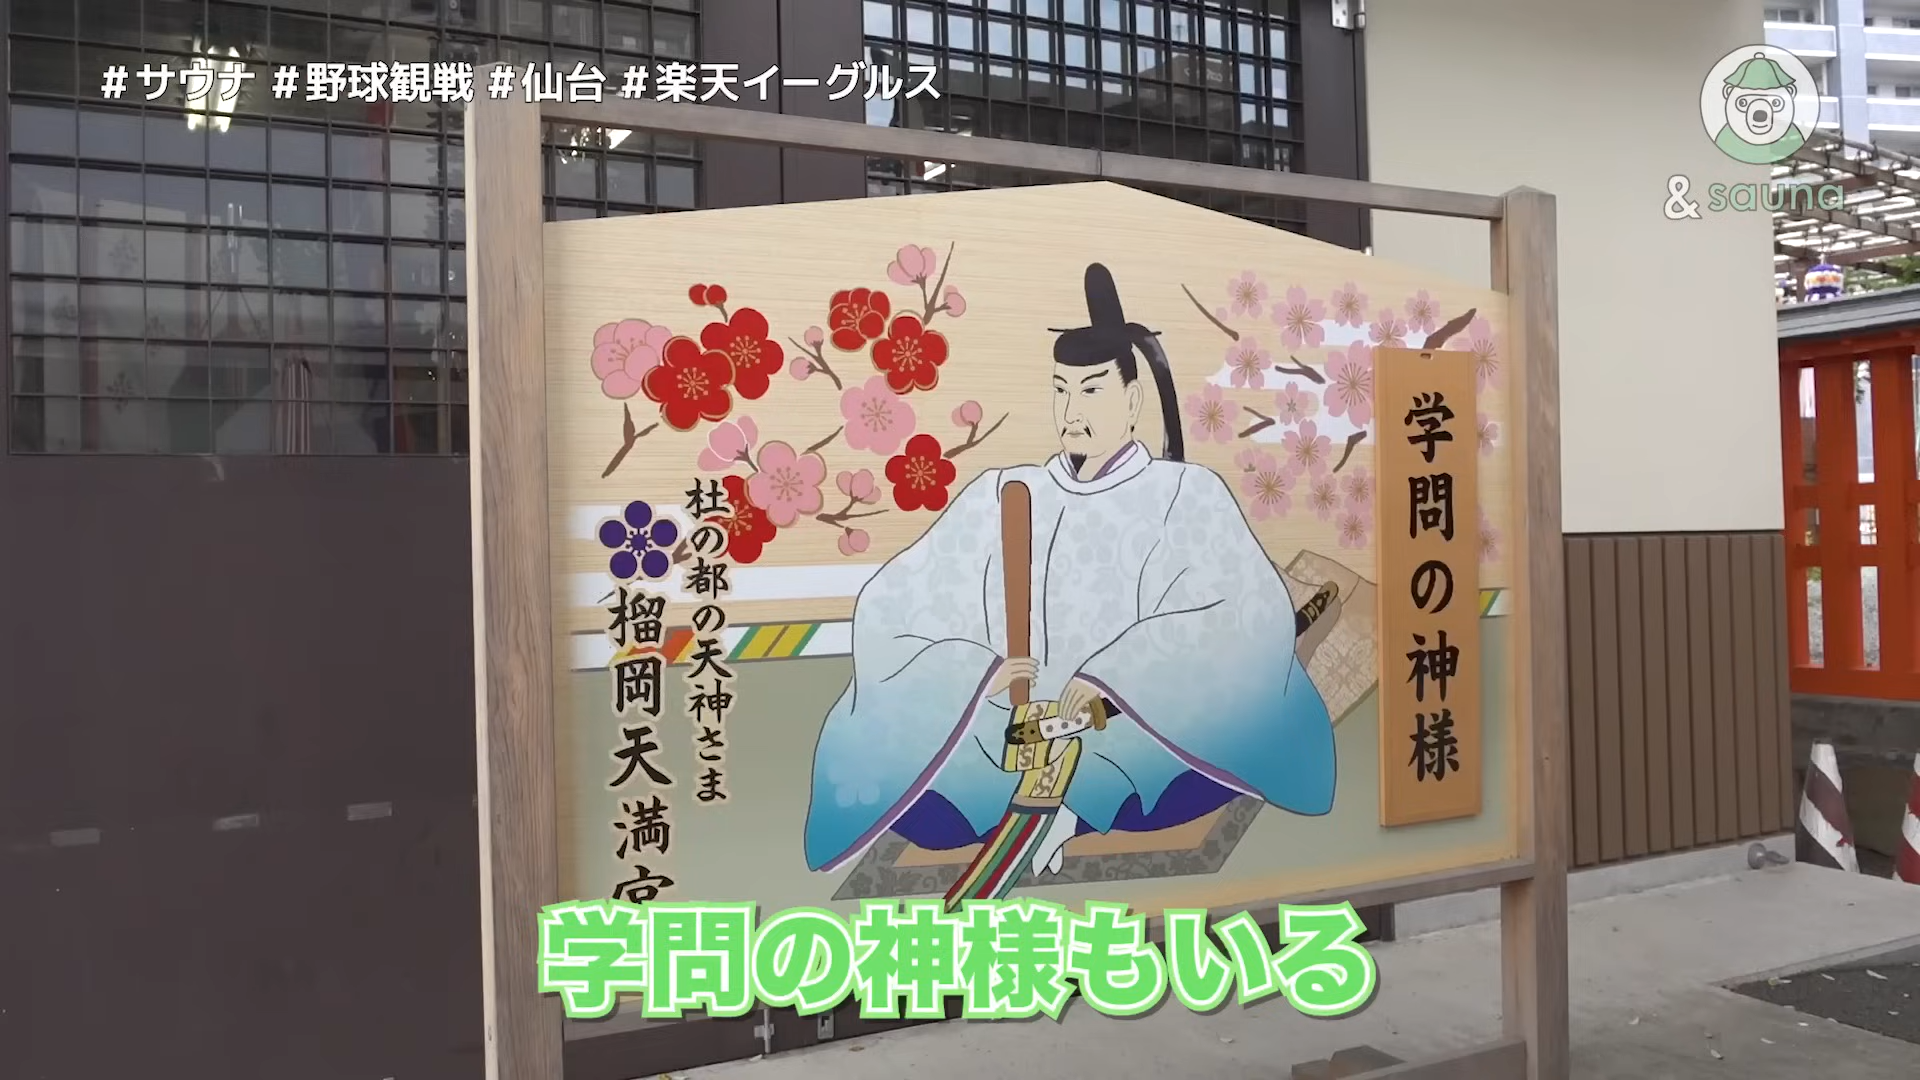 #サウナ #野球観戦 #仙台 #楽天イーグルス
& sauna
学問の神様
杜の都の天神さま
榴岡天満宮
学問の神様もいる